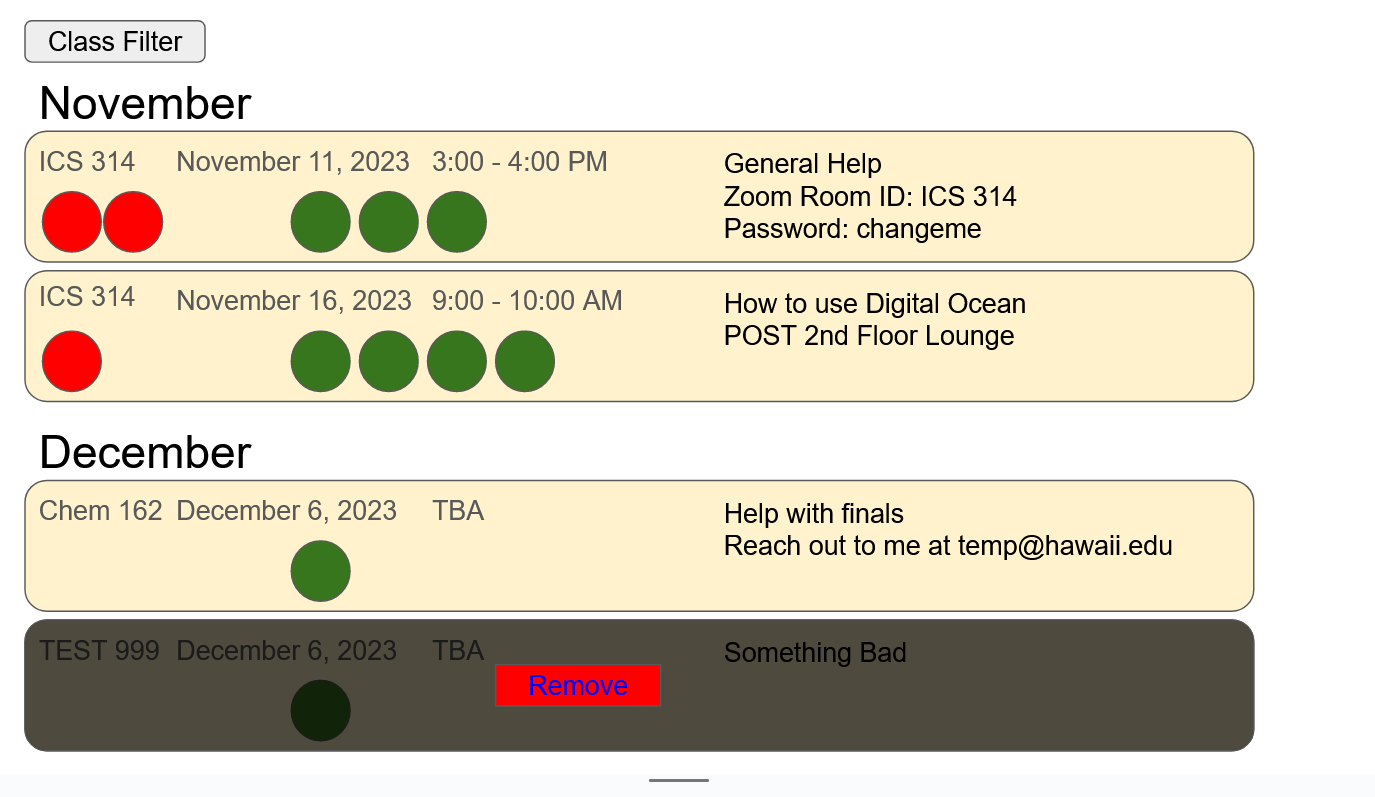 Class Filter
November
ICS 314 November 11, 2023 3:00 - 4:00 PM
General Help
Zoom Room ID: ICS 314
Password: changeme
ICS 314 November 16, 2023 9:00 - 10:00 AM
How to use Digital Ocean
POST 2nd Floor Lounge
December
Chem 162 December 6, 2023 TBA
Help with finals
Reach out to me at temp@hawaii.edu
TEST 999 December 6, 2023 TBA
Something Bad
Remove